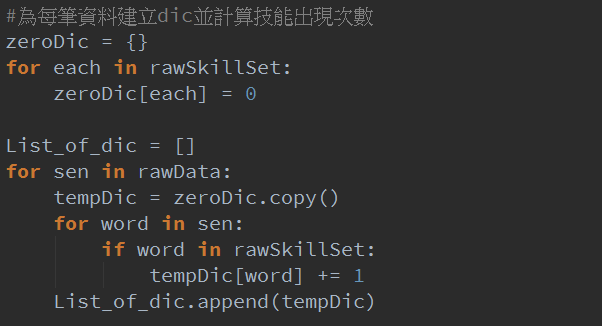 #為每筆資料建立dic並計算技能出現次數
zeroDic = {}
for each in rawSkillSet:
    zeroDic[each] = 0
List_of_dic = []
for sen in rawData:
    tempDic = zeroDic.copy()
    for word in sen:
        if word in rawSkillSet:
            tempDic[word] += 1
    List_of_dic.append(tempDic)